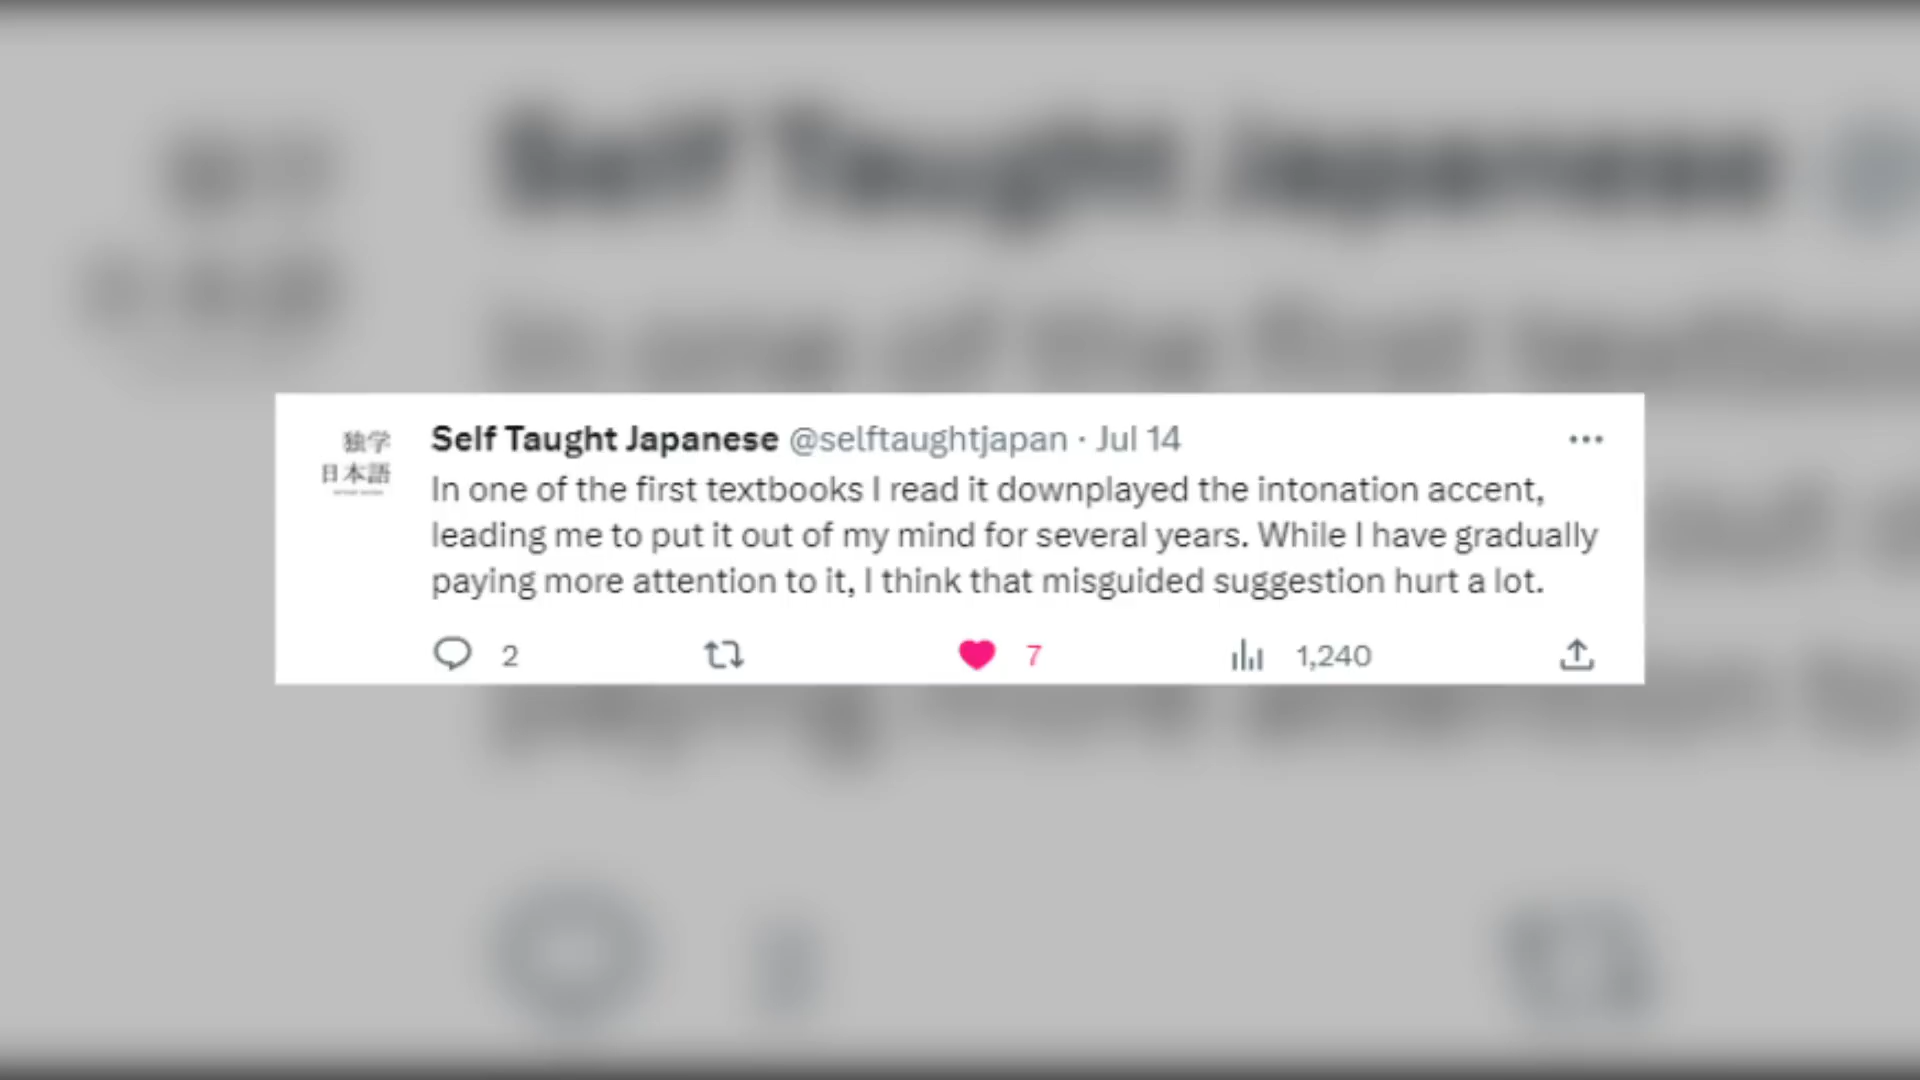 独学
日本語
Self Taught Japanese @selftaughtjapan · Jul 14
In one of the first textbooks I read it downplayed the intonation accent,
leading me to put it out of my mind for several years. While I have gradually
paying more attention to it, I think that misguided suggestion hurt a lot.
2 7 1,240